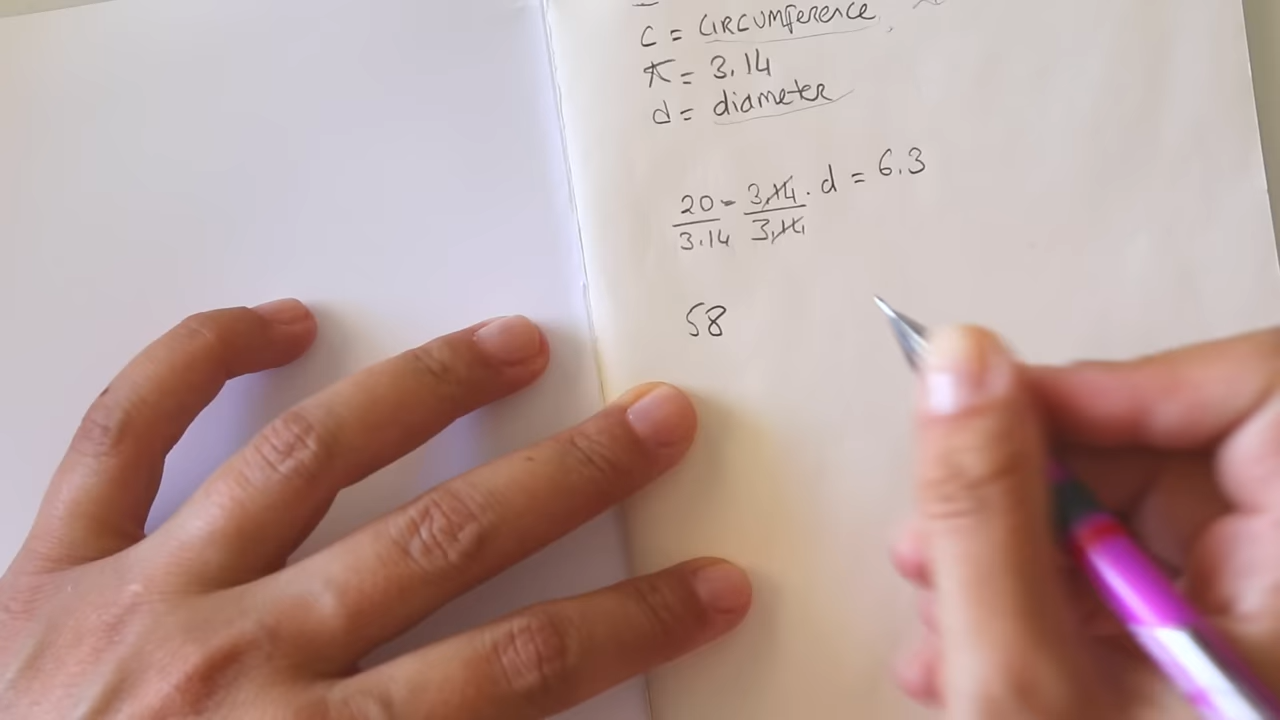 C = CIRCUMference
π = 3.14
d = diameter
20/3.14 = 3.14/3.14 . d = 6.3
58